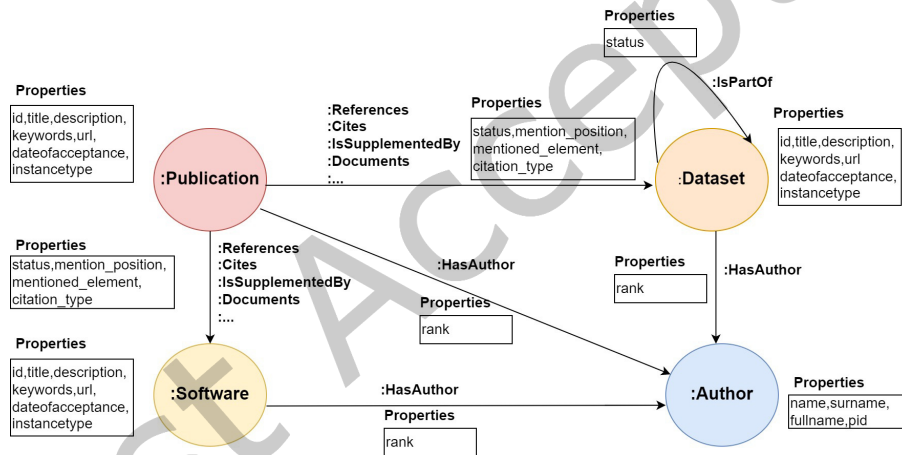 Properties
status
:IsPartOf
Properties
id,title,description,
keywords,url,
dateofacceptance,
instancetype
:References
:Cites
:IsSupplementedBy
:Documents
:...
Properties
status,mention_position,
mentioned_element,
citation_type
Properties
id,title,description,
keywords,url
dateofacceptance,
instancetype
:Publication
:Dataset
Properties
status,mention_position,
mentioned_element,
citation_type
:References
:Cites
:IsSupplementedBy
:Documents
:...
:HasAuthor
Properties
rank
Properties
rank
:HasAuthor
Properties
id,title,description,
keywords,url,
dateofacceptance,
instancetype
:Software
:HasAuthor
Properties
rank
:Author
Properties
name,surname,
fullname,pid